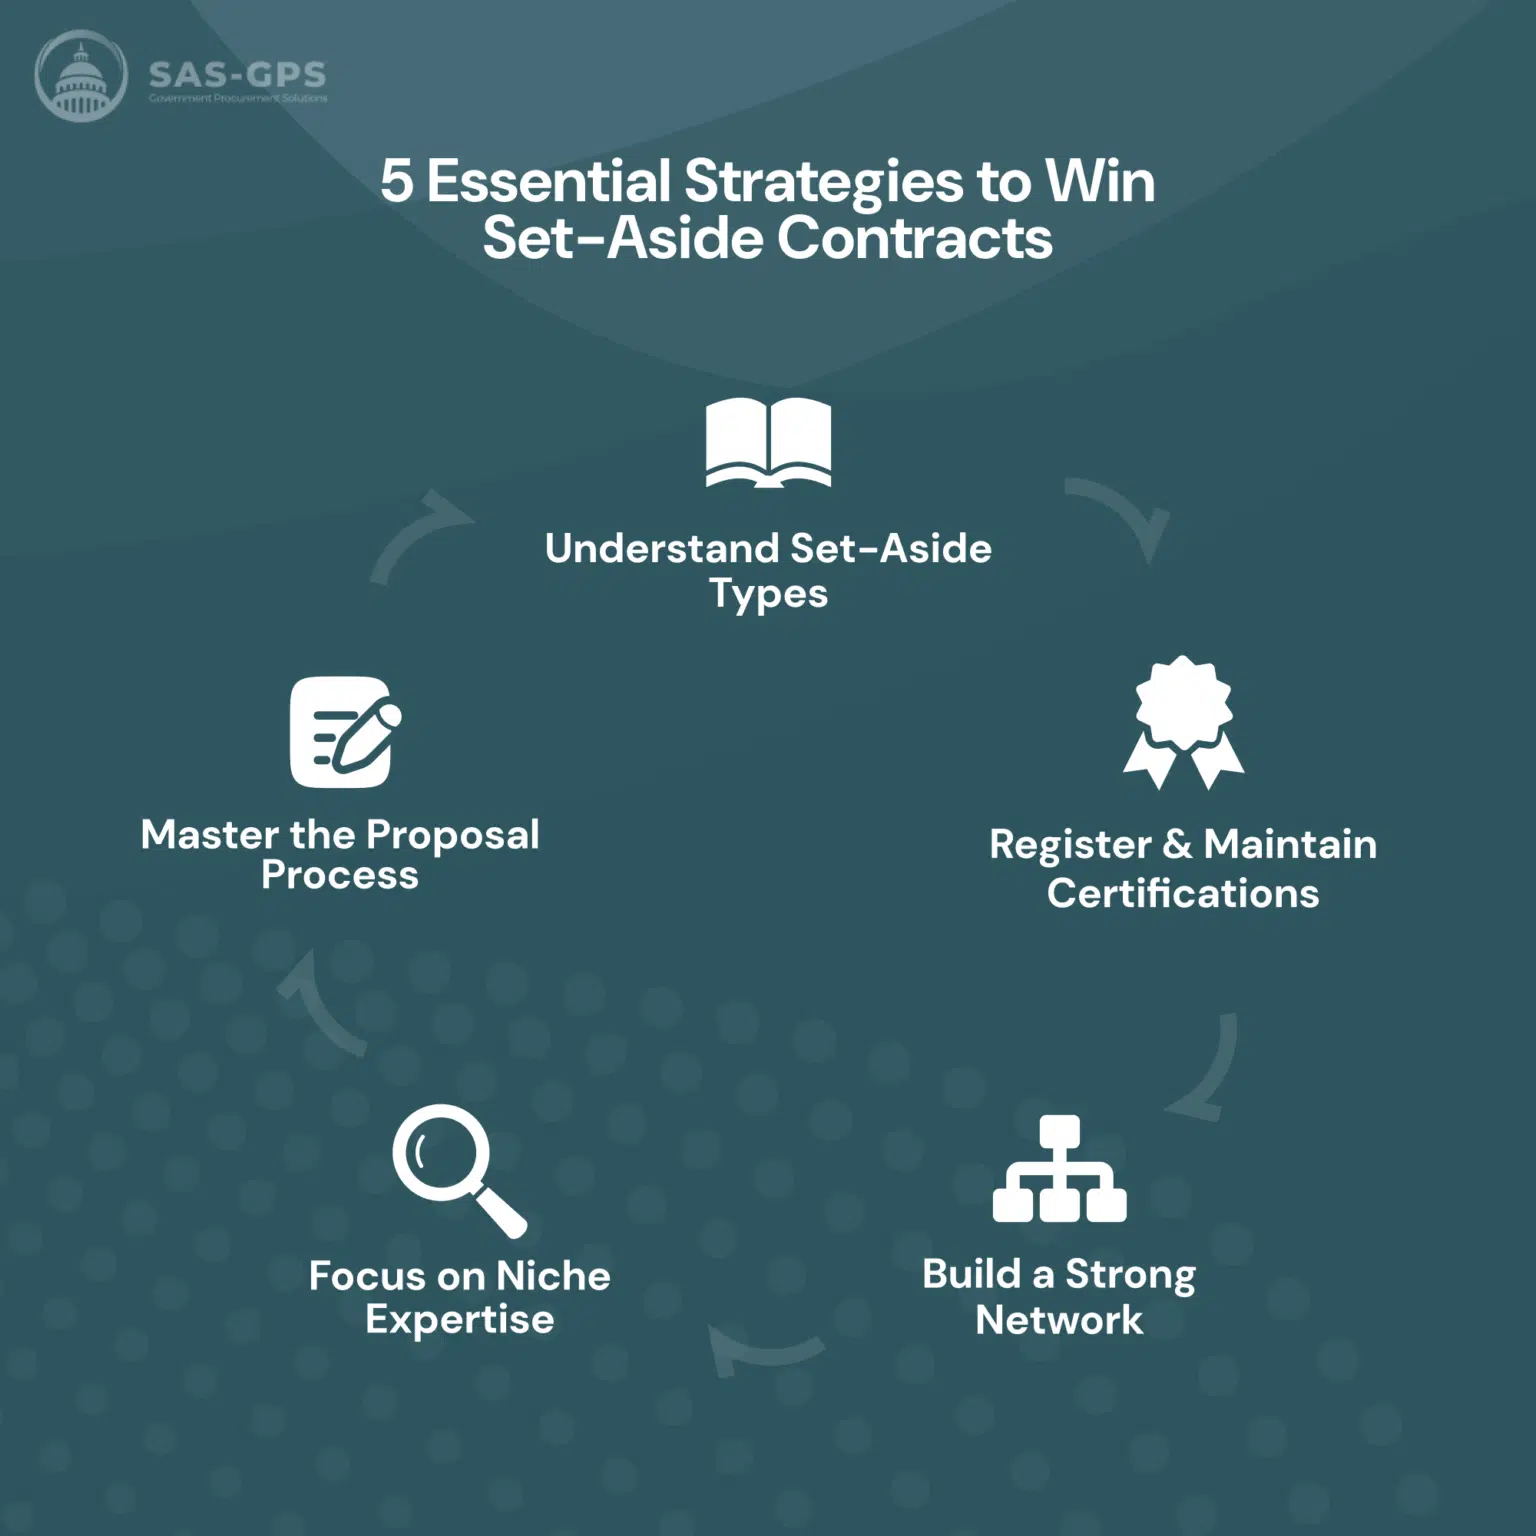 SAS-GPS
Government Procurement Solutions
5 Essential Strategies to Win
Set-Aside Contracts
Understand Set-Aside
Types
Register & Maintain
Certifications
Build a Strong
Network
Focus on Niche
Expertise
Master the Proposal
Process